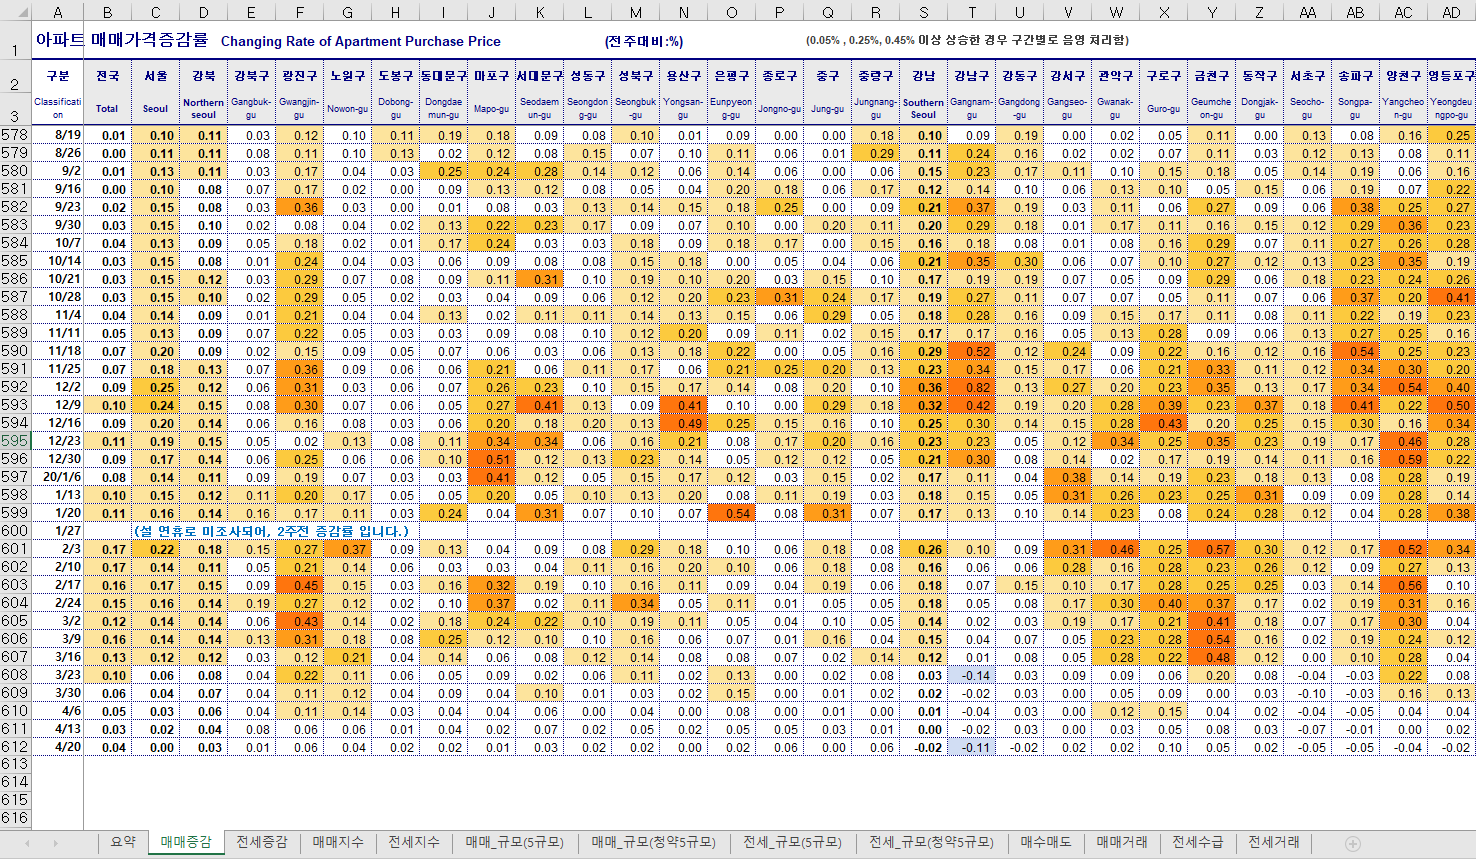 A B C D E F G H I J K L M N O P Q R S T U V W X Y Z AA AB AC AD
1 아파트 매매가격증감률 Changing Rate of Apartment Purchase Price (전주대비:%) (0.05% , 0.25%, 0.45% 이상 상승한 경우 구간별로 음영 처리함)
2 구분 전국 서울 강북 강북구 광진구 노원구 도봉구 동대문구 마포구 서대문구 성동구 성북구 용산구 은평구 종로구 중구 중랑구 강남 강남구 강동구 강서구 관악구 구로구 금천구 동작구 서초구 송파구 양천구 영등포구
3 Classification Total Seoul Northern seoul Gangbuk-gu Gwangjin-gu Nowon-gu Dobong-gu Dongdaemun-gu Mapo-gu Seodaemun-gu Seongdong-gu Seongbuk-gu Yongsan-gu Eunpyeong-gu Jongno-gu Jung-gu Jungnang-gu Southern Seoul Gangnam-gu Gangdong-gu Gangseo-gu Gwanak-gu Guro-gu Geumcheon-gu Dongjak-gu Seocho-gu Songpa-gu Yangcheon-gu Yeongdeungpo-gu
578 8/19 0.01 0.10 0.11 0.03 0.12 0.10 0.11 0.19 0.18 0.09 0.08 0.10 0.01 0.09 0.00 0.00 0.18 0.10 0.09 0.19 0.00 0.02 0.05 0.11 0.00 0.13 0.08 0.16 0.25
579 8/26 0.00 0.11 0.11 0.08 0.11 0.10 0.13 0.02 0.12 0.08 0.15 0.07 0.10 0.11 0.06 0.01 0.29 0.11 0.24 0.16 0.02 0.02 0.07 0.11 0.03 0.12 0.13 0.08 0.11
580 9/2 0.01 0.13 0.11 0.03 0.17 0.04 0.03 0.25 0.24 0.28 0.14 0.12 0.06 0.14 0.06 0.00 0.06 0.15 0.23 0.17 0.11 0.10 0.15 0.18 0.05 0.14 0.19 0.06 0.16
581 9/16 0.00 0.10 0.08 0.07 0.17 0.02 0.00 0.09 0.13 0.12 0.08 0.05 0.04 0.20 0.18 0.06 0.17 0.12 0.14 0.10 0.06 0.13 0.10 0.05 0.15 0.06 0.19 0.07 0.22
582 9/23 0.02 0.15 0.08 0.03 0.36 0.03 0.00 0.01 0.08 0.03 0.13 0.14 0.15 0.18 0.25 0.00 0.04 0.21 0.37 0.19 0.03 0.11 0.06 0.27 0.09 0.06 0.38 0.25 0.27
583 9/30 0.03 0.15 0.10 0.02 0.08 0.04 0.02 0.13 0.22 0.23 0.17 0.09 0.07 0.10 0.00 0.20 0.11 0.20 0.29 0.18 0.01 0.17 0.11 0.16 0.15 0.12 0.29 0.36 0.23
584 10/7 0.04 0.13 0.09 0.05 0.18 0.02 0.01 0.17 0.24 0.03 0.03 0.18 0.09 0.18 0.17 0.00 0.15 0.16 0.18 0.08 0.01 0.08 0.16 0.29 0.07 0.11 0.27 0.26 0.28
585 10/14 0.03 0.15 0.08 0.01 0.24 0.04 0.03 0.06 0.09 0.08 0.08 0.15 0.18 0.00 0.05 0.04 0.06 0.21 0.35 0.30 0.06 0.07 0.10 0.27 0.12 0.13 0.23 0.35 0.19
586 10/21 0.03 0.15 0.12 0.03 0.29 0.07 0.08 0.09 0.11 0.31 0.10 0.19 0.10 0.20 0.03 0.15 0.10 0.17 0.19 0.19 0.07 0.05 0.09 0.29 0.06 0.18 0.23 0.24 0.26
587 10/28 0.03 0.15 0.10 0.02 0.29 0.05 0.02 0.03 0.04 0.09 0.06 0.12 0.20 0.23 0.31 0.24 0.17 0.19 0.27 0.11 0.07 0.07 0.05 0.11 0.07 0.06 0.37 0.20 0.41
588 11/4 0.04 0.14 0.09 0.01 0.21 0.04 0.04 0.13 0.02 0.11 0.11 0.14 0.13 0.15 0.06 0.29 0.05 0.18 0.28 0.16 0.09 0.15 0.17 0.11 0.08 0.11 0.22 0.19 0.23
589 11/11 0.05 0.13 0.09 0.07 0.22 0.05 0.03 0.03 0.09 0.08 0.10 0.12 0.20 0.09 0.11 0.02 0.15 0.17 0.17 0.16 0.05 0.13 0.28 0.09 0.06 0.13 0.27 0.25 0.16
590 11/18 0.07 0.20 0.09 0.02 0.15 0.09 0.05 0.07 0.06 0.03 0.06 0.13 0.18 0.22 0.00 0.05 0.16 0.29 0.52 0.12 0.24 0.09 0.22 0.16 0.12 0.16 0.54 0.25 0.23
591 11/25 0.07 0.18 0.13 0.07 0.36 0.09 0.06 0.06 0.21 0.06 0.11 0.17 0.06 0.21 0.25 0.20 0.13 0.23 0.34 0.15 0.17 0.06 0.21 0.33 0.11 0.16 0.34 0.30 0.20
592 12/2 0.09 0.25 0.12 0.06 0.31 0.03 0.06 0.07 0.26 0.23 0.10 0.15 0.17 0.14 0.08 0.20 0.10 0.36 0.82 0.13 0.27 0.20 0.23 0.35 0.13 0.17 0.34 0.54 0.40
593 12/9 0.10 0.24 0.15 0.08 0.30 0.07 0.06 0.05 0.27 0.41 0.13 0.09 0.41 0.10 0.00 0.29 0.18 0.32 0.42 0.19 0.20 0.28 0.39 0.23 0.37 0.18 0.41 0.22 0.50
594 12/16 0.09 0.20 0.14 0.06 0.16 0.08 0.03 0.06 0.20 0.18 0.20 0.13 0.49 0.25 0.15 0.16 0.10 0.25 0.30 0.14 0.15 0.28 0.43 0.20 0.25 0.15 0.30 0.16 0.34
595 12/23 0.11 0.19 0.15 0.05 0.02 0.13 0.08 0.11 0.34 0.34 0.06 0.16 0.21 0.08 0.17 0.20 0.16 0.23 0.23 0.05 0.12 0.34 0.25 0.35 0.23 0.19 0.17 0.46 0.28
596 12/30 0.09 0.17 0.14 0.06 0.25 0.06 0.06 0.10 0.51 0.12 0.13 0.23 0.14 0.05 0.12 0.12 0.05 0.21 0.30 0.08 0.14 0.02 0.17 0.19 0.14 0.11 0.16 0.59 0.22
597 20/1/6 0.08 0.14 0.11 0.09 0.19 0.07 0.03 0.03 0.41 0.12 0.05 0.15 0.17 0.12 0.03 0.15 0.02 0.17 0.11 0.04 0.38 0.14 0.19 0.23 0.18 0.13 0.08 0.28 0.19
598 1/13 0.10 0.15 0.12 0.11 0.20 0.17 0.05 0.05 0.20 0.05 0.10 0.13 0.20 0.08 0.11 0.19 0.03 0.18 0.15 0.05 0.31 0.26 0.23 0.25 0.31 0.09 0.09 0.28 0.14
599 1/20 0.11 0.16 0.14 0.16 0.17 0.11 0.03 0.24 0.04 0.31 0.07 0.10 0.07 0.54 0.08 0.31 0.07 0.17 0.13 0.10 0.14 0.23 0.08 0.24 0.28 0.12 0.04 0.28 0.38
600 1/27 (설 연휴로 미조사되어, 2주전 증감률 입니다.)
601 2/3 0.17 0.22 0.18 0.15 0.27 0.37 0.09 0.13 0.04 0.09 0.08 0.29 0.18 0.10 0.06 0.18 0.08 0.26 0.10 0.09 0.31 0.46 0.25 0.57 0.30 0.12 0.17 0.52 0.34
602 2/10 0.17 0.14 0.11 0.05 0.21 0.14 0.06 0.03 0.03 0.04 0.11 0.16 0.20 0.10 0.06 0.18 0.08 0.16 0.06 0.06 0.28 0.16 0.28 0.23 0.26 0.12 0.09 0.27 0.13
603 2/17 0.16 0.17 0.15 0.09 0.45 0.15 0.03 0.16 0.32 0.19 0.10 0.16 0.11 0.09 0.04 0.19 0.06 0.18 0.07 0.15 0.10 0.17 0.28 0.25 0.25 0.03 0.14 0.56 0.10
604 2/24 0.15 0.16 0.14 0.19 0.27 0.12 0.02 0.10 0.37 0.02 0.11 0.34 0.05 0.11 0.01 0.05 0.05 0.18 0.05 0.08 0.17 0.30 0.40 0.37 0.17 0.02 0.19 0.31 0.16
605 3/2 0.12 0.14 0.14 0.06 0.43 0.14 0.02 0.18 0.24 0.22 0.10 0.19 0.11 0.05 0.04 0.10 0.05 0.14 0.02 0.03 0.19 0.17 0.21 0.41 0.18 0.07 0.17 0.30 0.04
606 3/9 0.16 0.14 0.14 0.13 0.31 0.18 0.08 0.25 0.12 0.10 0.10 0.16 0.06 0.07 0.01 0.16 0.04 0.15 0.04 0.07 0.05 0.23 0.28 0.54 0.16 0.02 0.19 0.24 0.12
607 3/16 0.13 0.12 0.12 0.03 0.12 0.21 0.04 0.14 0.06 0.08 0.12 0.14 0.08 0.08 0.07 0.02 0.14 0.12 0.01 0.08 0.05 0.28 0.22 0.48 0.12 0.00 0.10 0.28 0.04
608 3/23 0.10 0.06 0.08 0.04 0.22 0.11 0.06 0.05 0.09 0.02 0.06 0.11 0.02 0.13 0.00 0.02 0.08 0.03 -0.14 0.03 0.09 0.09 0.06 0.20 0.08 -0.04 -0.03 0.22 0.08
609 3/30 0.06 0.04 0.07 0.04 0.11 0.12 0.04 0.09 0.04 0.10 0.01 0.03 0.02 0.15 0.00 0.01 0.02 0.02 -0.02 0.03 0.00 0.05 0.09 0.00 0.03 -0.10 -0.03 0.16 0.13
610 4/6 0.05 0.03 0.06 0.04 0.11 0.14 0.03 0.04 0.04 0.06 0.00 0.04 0.00 0.08 0.00 0.01 0.00 0.01 -0.04 0.03 0.00 0.12 0.15 0.04 0.02 -0.04 -0.05 0.04 0.04
611 4/13 0.03 0.02 0.04 0.08 0.06 0.06 0.01 0.04 0.02 0.07 0.02 0.05 0.02 0.05 0.05 0.03 0.01 0.00 -0.02 0.03 0.00 0.03 0.05 0.08 0.03 -0.07 -0.01 0.00 0.02
612 4/20 0.04 0.00 0.03 0.01 0.06 0.04 0.02 0.02 0.01 0.03 0.02 0.02 0.00 0.02 0.06 0.00 0.06 -0.02 -0.11 -0.02 0.02 0.02 0.10 0.05 0.02 -0.05 -0.05 -0.04 -0.02
613
614
615
616
요약 매매증감 전세증감 매매지수 전세지수 매매_규모(5규모) 매매_규모(청약5규모) 전세_규모(5규모) 전세_규모(청약5규모) 매수매도 매매거래 전세수급 전세거래